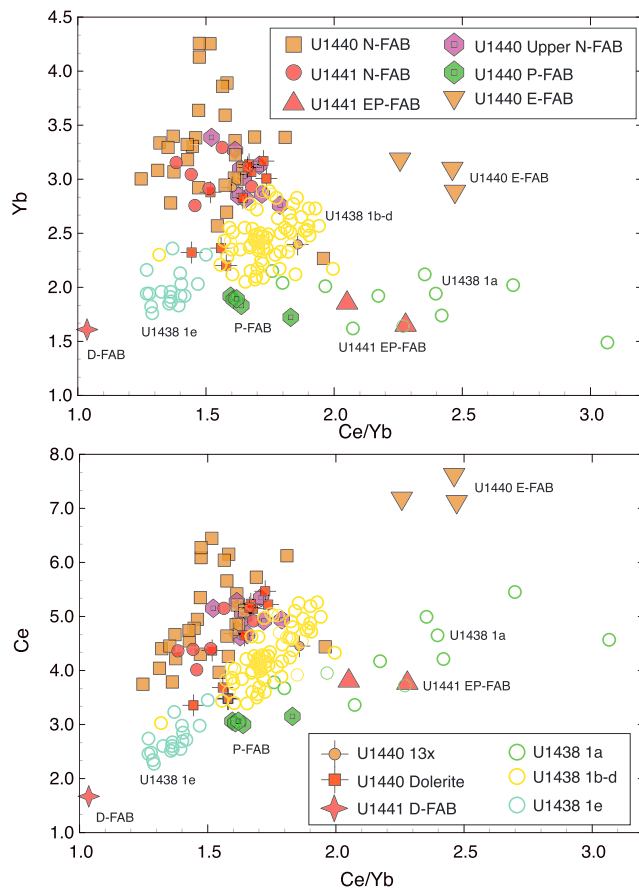 4.5
4.0
3.5
3.0
2.5
2.0
1.5
1.0
Yb
U1440 N-FAB
U1440 Upper N-FAB
U1441 N-FAB
U1440 P-FAB
U1441 EP-FAB
U1440 E-FAB
U1440 E-FAB
U1438 1b-d
U1438 1a
U1438 1e
P-FAB
U1441 EP-FAB
D-FAB
1.0 1.5 2.0 2.5 3.0
Ce/Yb
8.0
7.0
6.0
5.0
4.0
3.0
2.0
1.0
Ce
U1440 E-FAB
U1438 1a
U1441 EP-FAB
P-FAB
U1438 1e
D-FAB
U1440 13x
U1438 1a
U1440 Dolerite
U1438 1b-d
U1441 D-FAB
U1438 1e
1.0 1.5 2.0 2.5 3.0
Ce/Yb